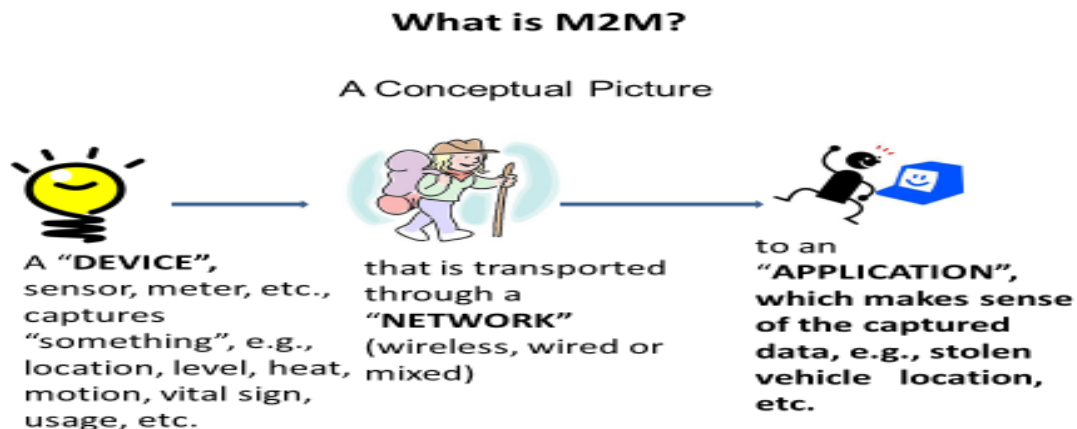 What is M2M?
A Conceptual Picture
A “DEVICE”,
sensor, meter, etc.,
captures
“something”, e.g.,
location, level, heat,
motion, vital sign,
usage, etc.
that is transported
through a
“NETWORK”
(wireless, wired or
mixed)
to an
“APPLICATION”,
which makes sense
of the captured
data, e.g., stolen
vehicle location,
etc.